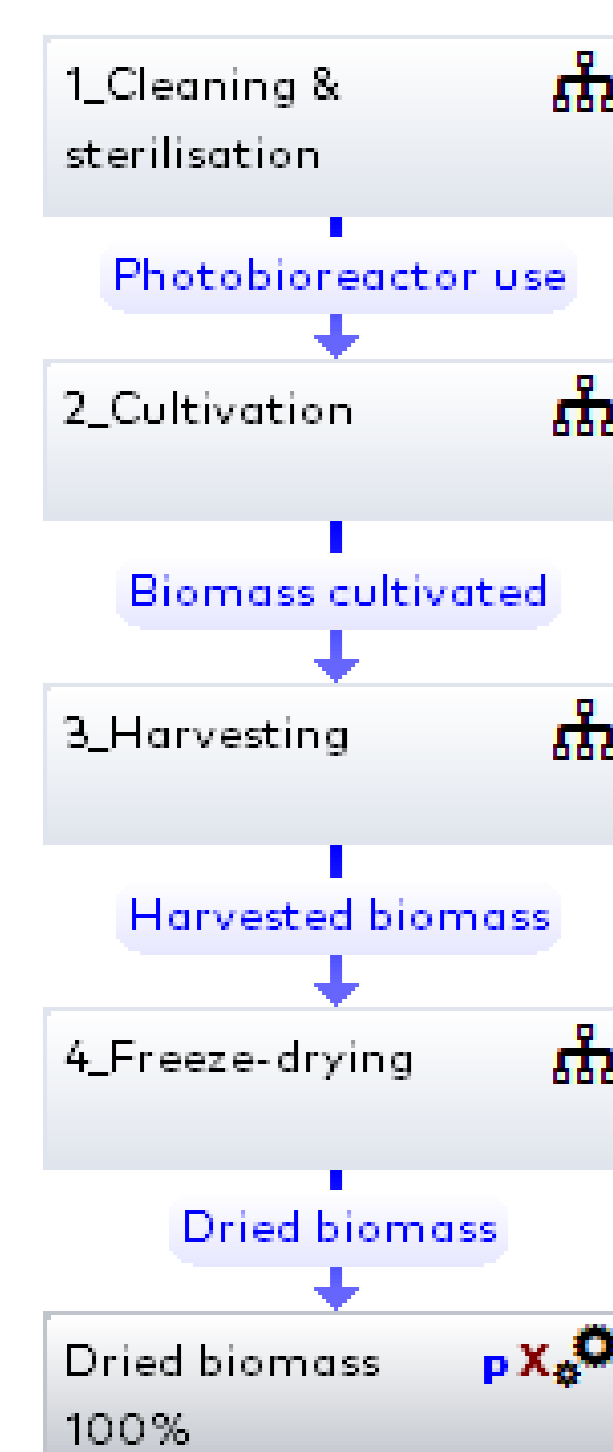 1_Cleaning &
sterilisation
Photobioreactor use
2_Cultivation
Biomass cultivated
3_Harvesting
Harvested biomass
4_Freeze-drying
Dried biomass
Dried biomass
p X
100%